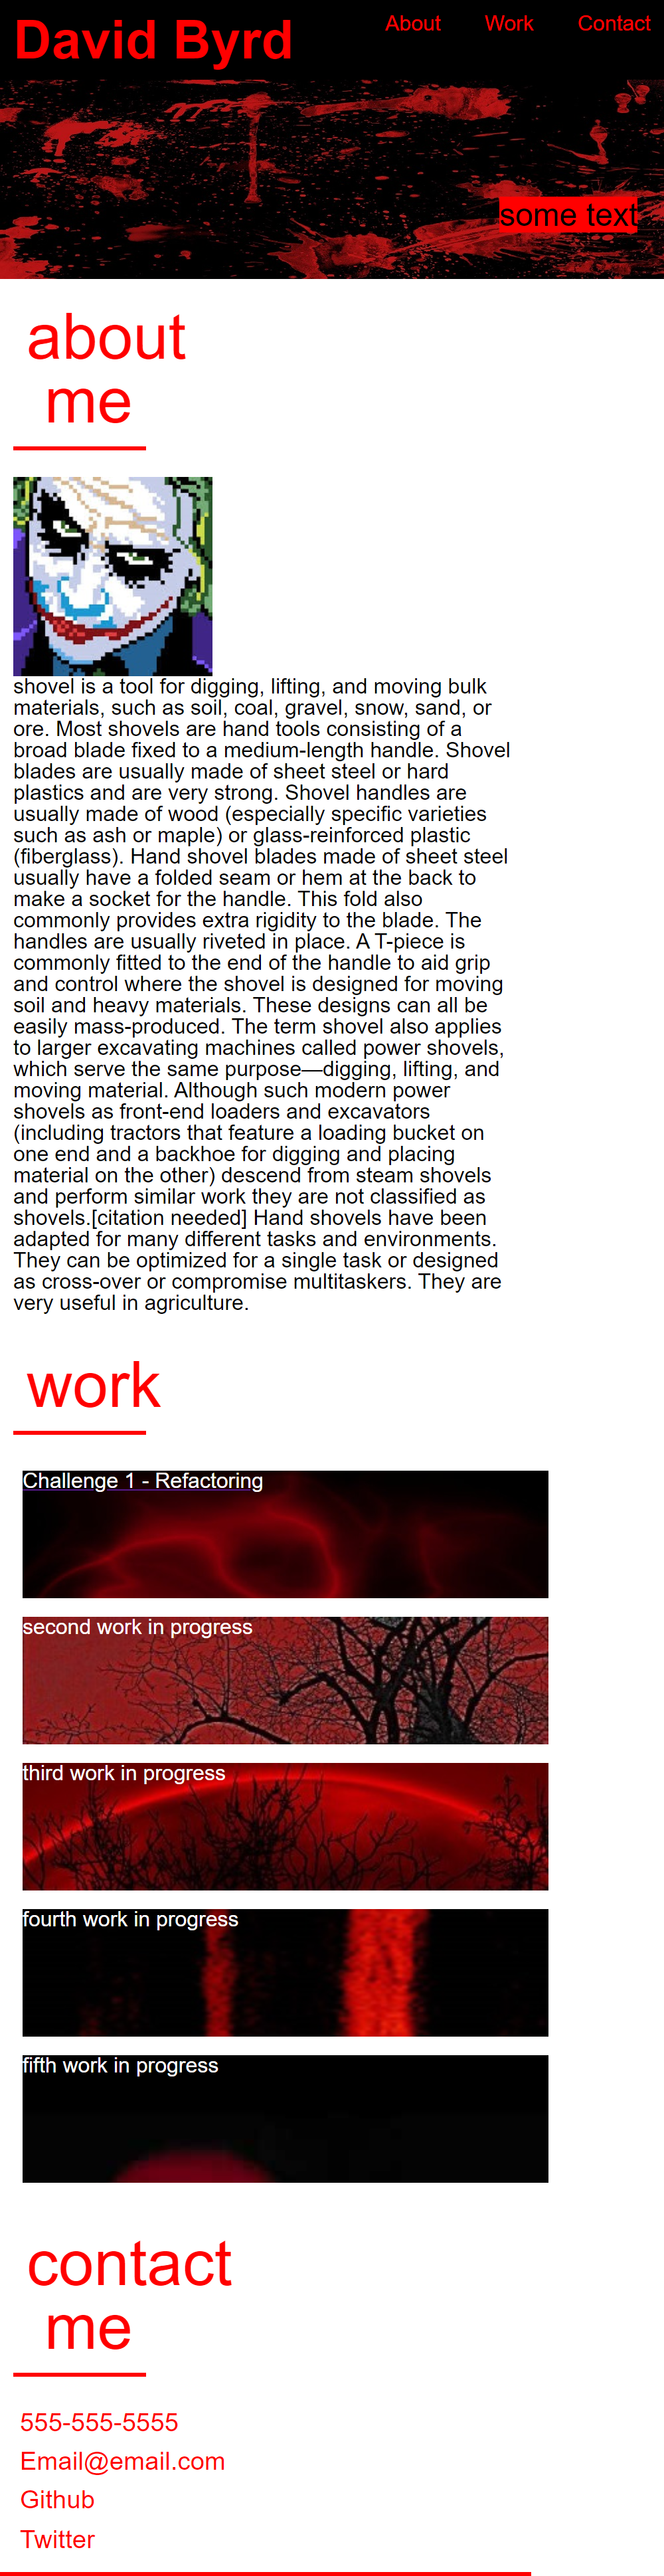 David Byrd
About Work Contact
some text
about
me
shovel is a tool for digging, lifting, and moving bulk
materials, such as soil, coal, gravel, snow, sand, or
ore. Most shovels are hand tools consisting of a
broad blade fixed to a medium-length handle. Shovel
blades are usually made of sheet steel or hard
plastics and are very strong. Shovel handles are
usually made of wood (especially specific varieties
such as ash or maple) or glass-reinforced plastic
(fiberglass). Hand shovel blades made of sheet steel
usually have a folded seam or hem at the back to
make a socket for the handle. This fold also
commonly provides extra rigidity to the blade. The
handles are usually riveted in place. A T-piece is
commonly fitted to the end of the handle to aid grip
and control where the shovel is designed for moving
soil and heavy materials. These designs can all be
easily mass-produced. The term shovel also applies
to larger excavating machines called power shovels,
which serve the same purpose—digging, lifting, and
moving material. Although such modern power
shovels as front-end loaders and excavators
(including tractors that feature a loading bucket on
one end and a backhoe for digging and placing
material on the other) descend from steam shovels
and perform similar work they are not classified as
shovels.[citation needed] Hand shovels have been
adapted for many different tasks and environments.
They can be optimized for a single task or designed
as cross-over or compromise multitaskers. They are
very useful in agriculture.
work
Challenge 1 - Refactoring
second work in progress
third work in progress
fourth work in progress
fifth work in progress
contact
me
555-555-5555
Email@email.com
Github
Twitter